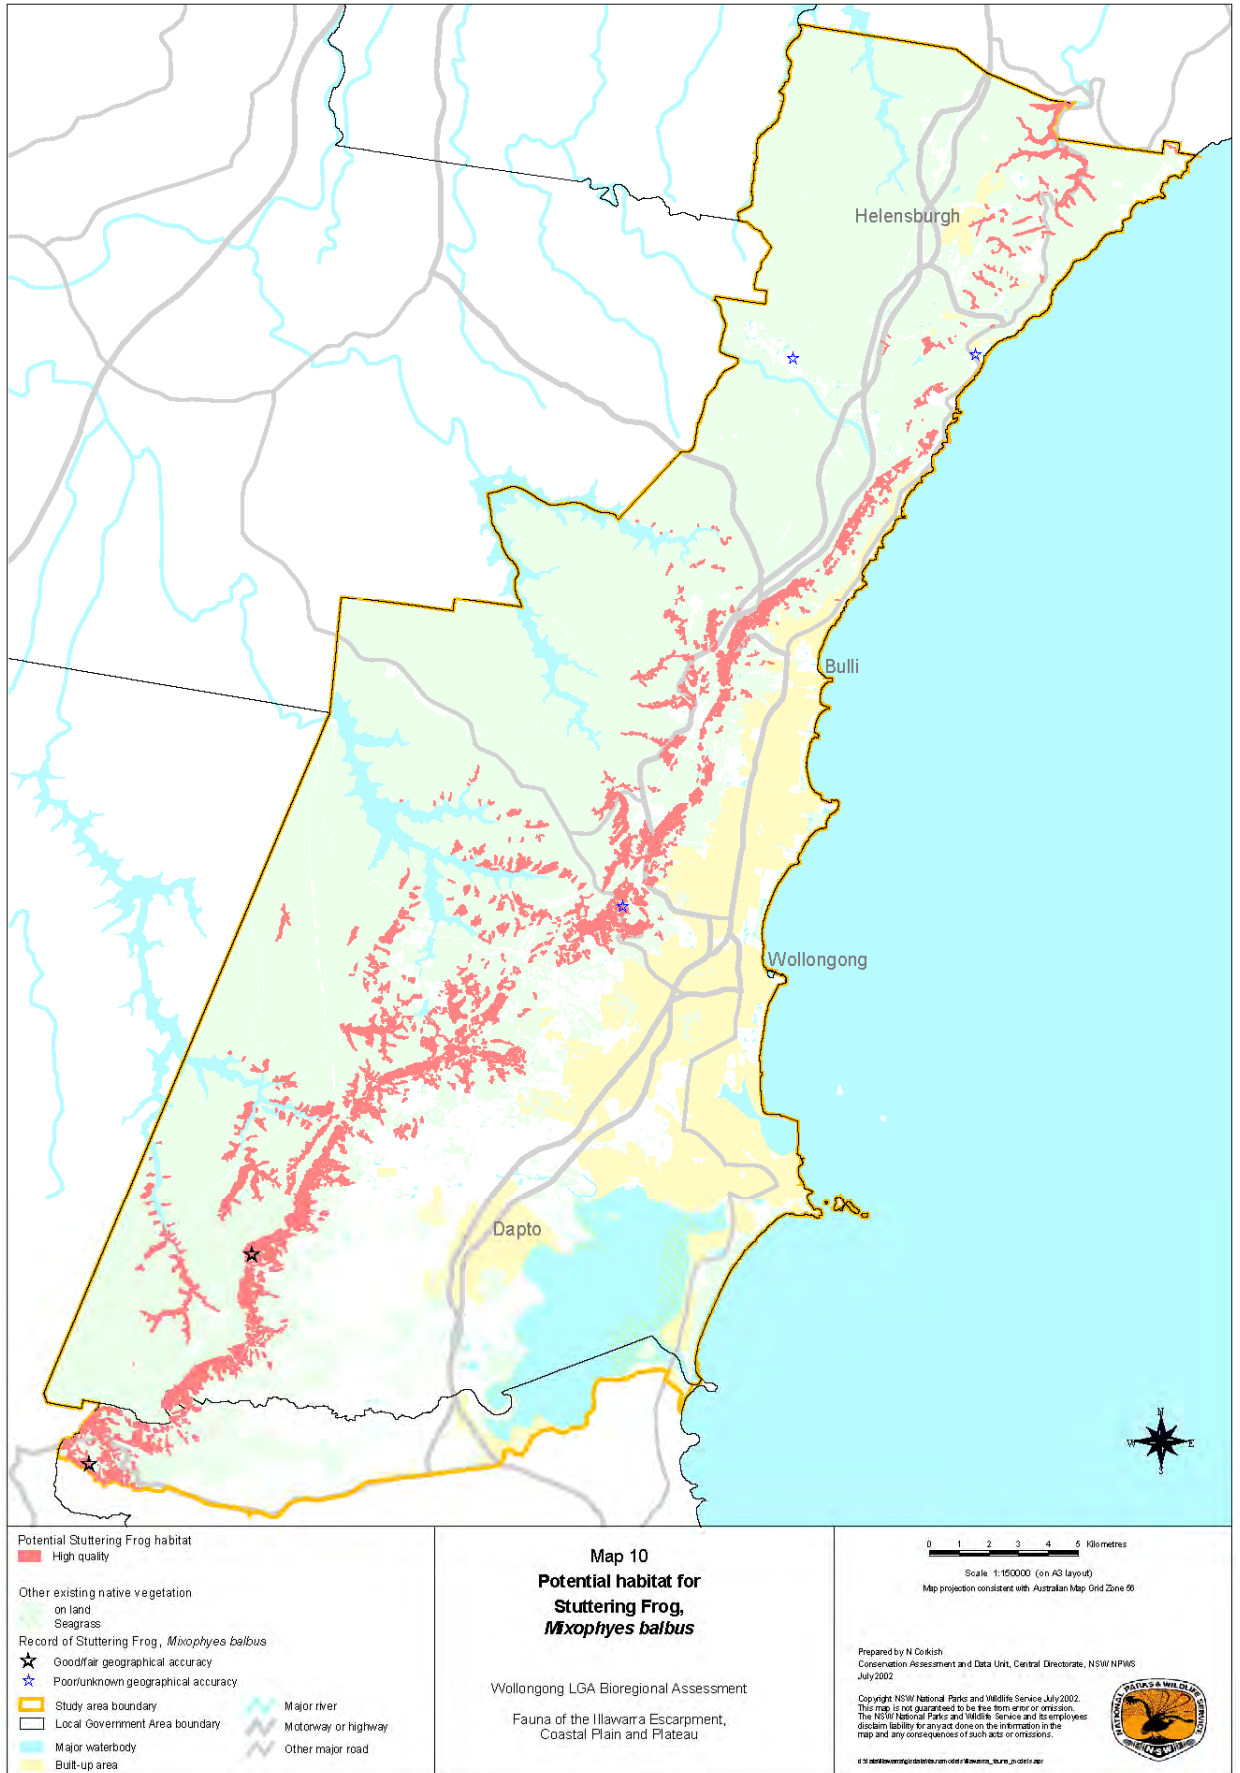 Helensburgh
Bulli
Wollongong
Dapto
N
W E
S
Potential Stuttering Frog habitat
High quality
Other existing native vegetation
on land
Seagrass
Record of Stuttering Frog, Mixophyes balbus
Good/fair geographical accuracy
Poor/unknown geographical accuracy
Study area boundary
Local Government Area boundary
Major waterbody
Built-up area
Major river
Motorway or highway
Other major road
Map 10
Potential habitat for
Stuttering Frog,
Mixophyes balbus
Wollongong LGA Bioregional Assessment
Fauna of the Illawarra Escarpment,
Coastal Plain and Plateau
0 1 2 3 4 5 Kilometres
Scale 1:150000 (on A3 layout)
Map projection consistent with Australian Map Grid Zone 56
Prepared by N Corkish
Conservation Assessment and Data Unit, Central Directorate, NSW NPWS
July 2002
Copyright NSW National Parks and Wildlife Service July 2002.
This map is not guaranteed to be free from error or omission.
The NSW National Parks and Wildlife Service and its employees
disclaim liability for any act done on the information in the
map and any consequences of such acts or omissions.
NATIONAL PARKS & WILDLIFE SERVICE
NSW